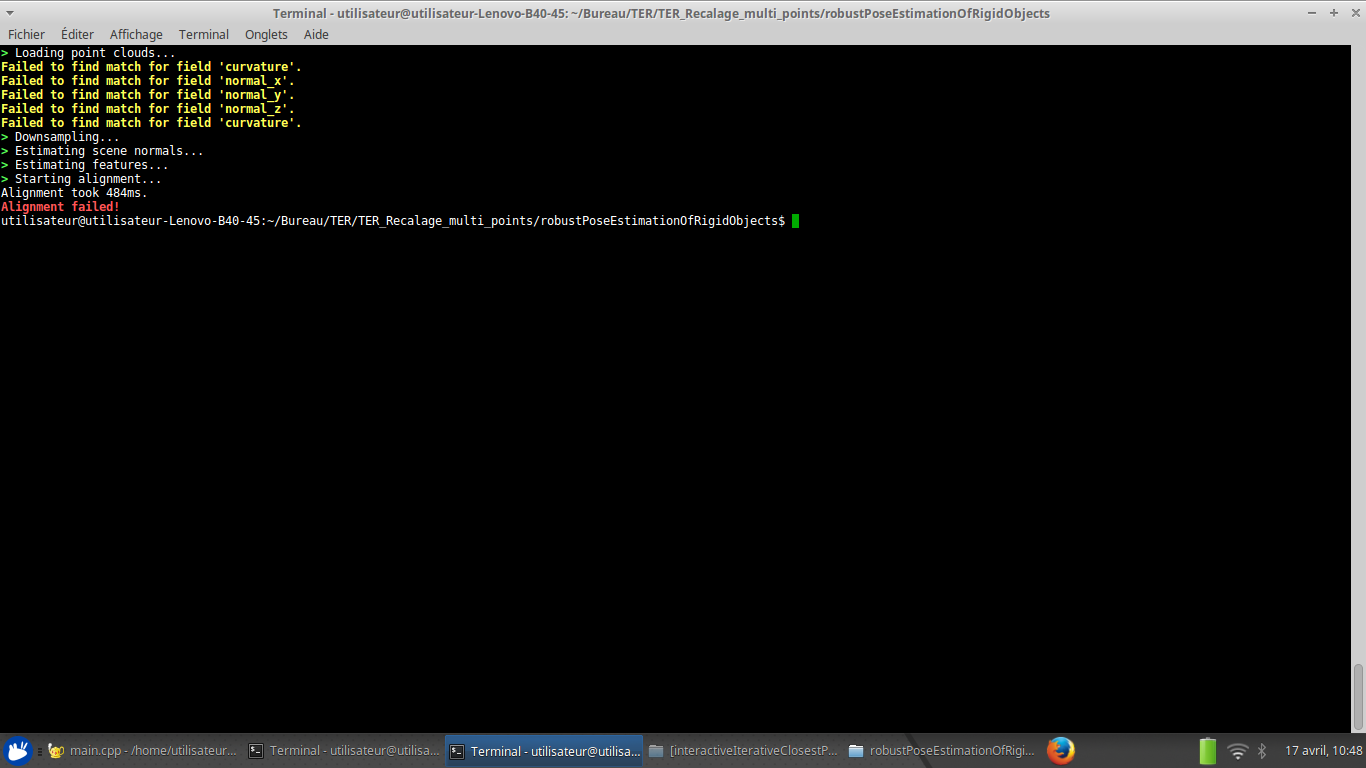 Terminal - utilisateur@utilisateur-Lenovo-B40-45: ~/Bureau/TER/TER_Recalage_multi_points/robustPoseEstimationOfRigidObjects
Fichier Éditer Affichage Terminal Onglets Aide
> Loading point clouds...
Failed to find match for field 'curvature'.
Failed to find match for field 'normal_x'.
Failed to find match for field 'normal_y'.
Failed to find match for field 'normal_z'.
Failed to find match for field 'curvature'.
> Downsampling...
> Estimating scene normals...
> Estimating features...
> Starting alignment...
Alignment took 484ms.
Alignment failed!
utilisateur@utilisateur-Lenovo-B40-45:~/Bureau/TER/TER_Recalage_multi_points/robustPoseEstimationOfRigidObjects$
main.cpp - /home/utilisateur... Terminal - utilisateur@utilisa... Terminal - utilisateur@utilisa... [interactiveIterativeClosestP... robustPoseEstimationOfRigi... 17 avril, 10:48